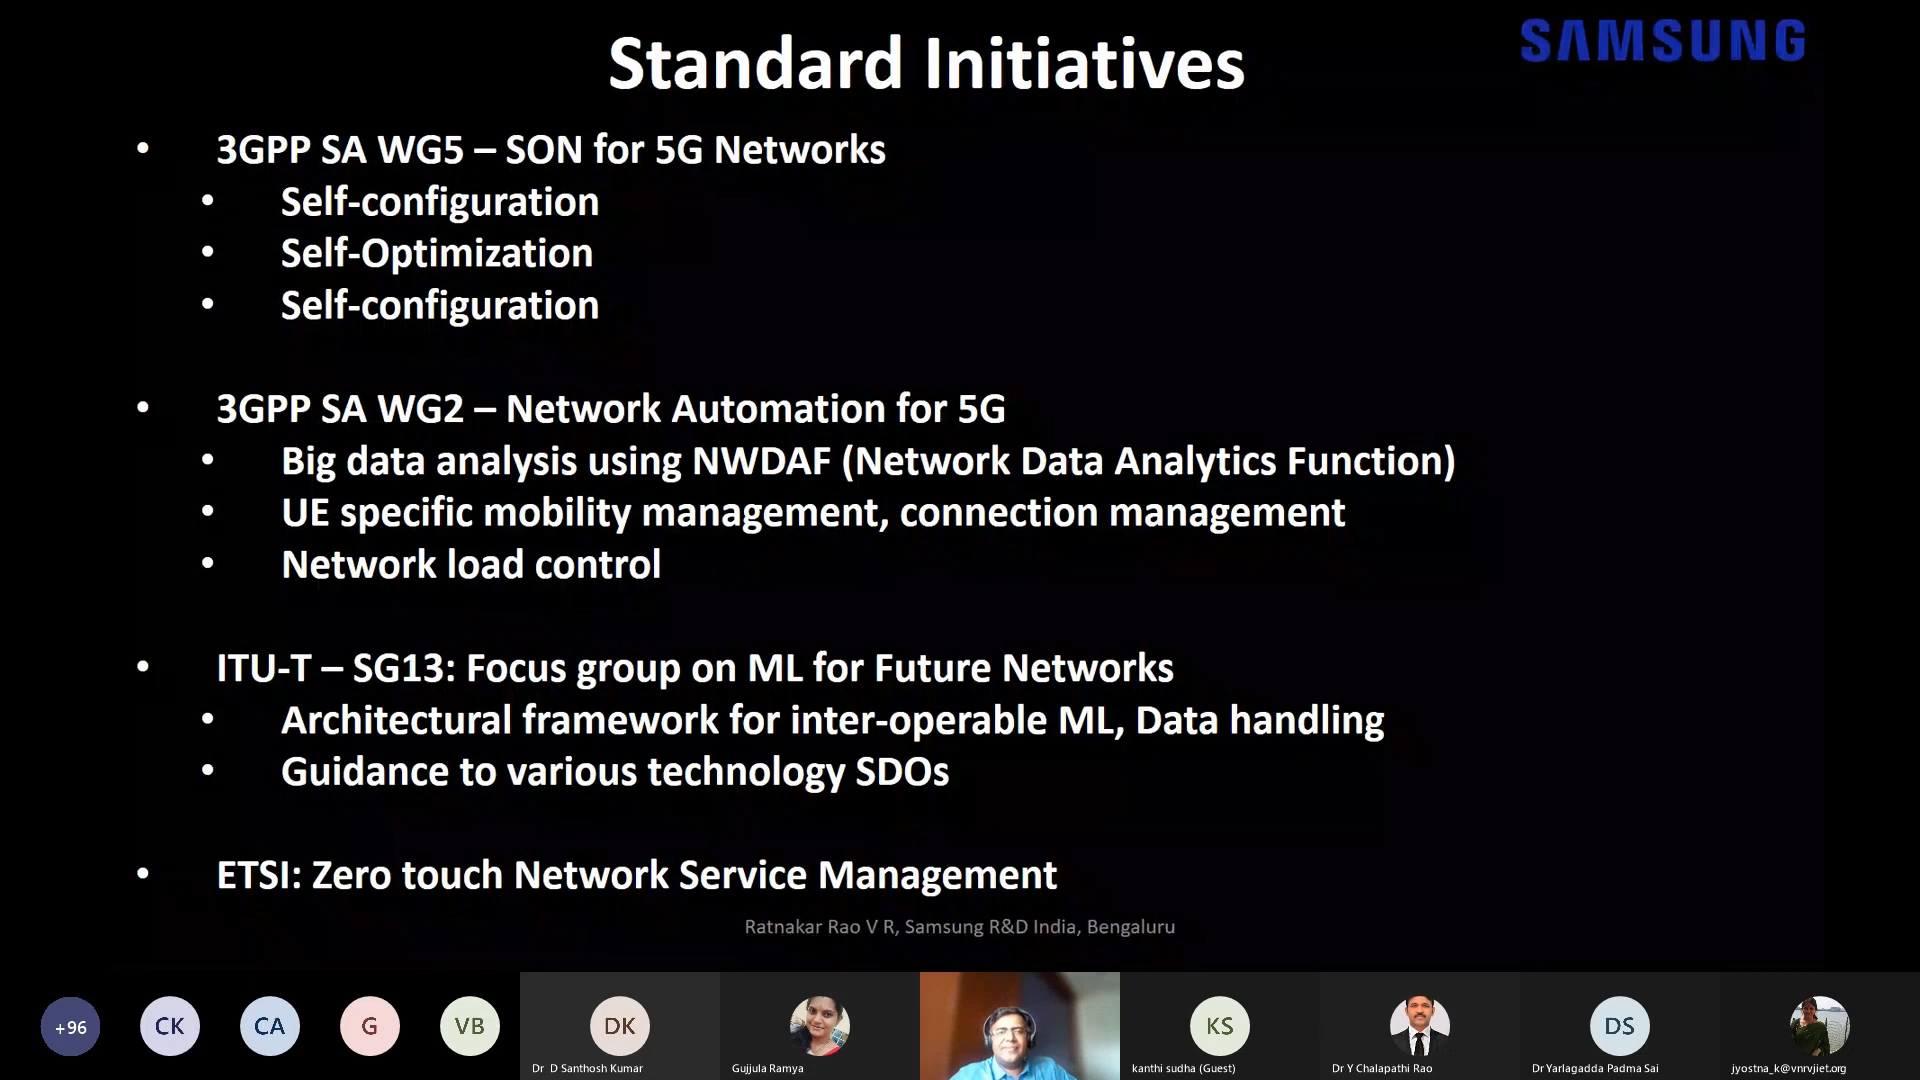 Standard Initiatives
SAMSUNG
• 3GPP SA WG5 – SON for 5G Networks
• Self-configuration
• Self-Optimization
• Self-configuration
• 3GPP SA WG2 – Network Automation for 5G
• Big data analysis using NWDAF (Network Data Analytics Function)
• UE specific mobility management, connection management
• Network load control
• ITU-T – SG13: Focus group on ML for Future Networks
• Architectural framework for inter-operable ML, Data handling
• Guidance to various technology SDOs
• ETSI: Zero touch Network Service Management
Ratnakar Rao V R, Samsung R&D India, Bengaluru
+96 CK CA G VB DK KS DS
Dr D Santhosh Kumar Gujjula Ramya kanthi sudha (Guest) Dr Y Chalapathi Rao Dr Yarlagadda Padma Sai jyostna_k@vnrvjiet.org